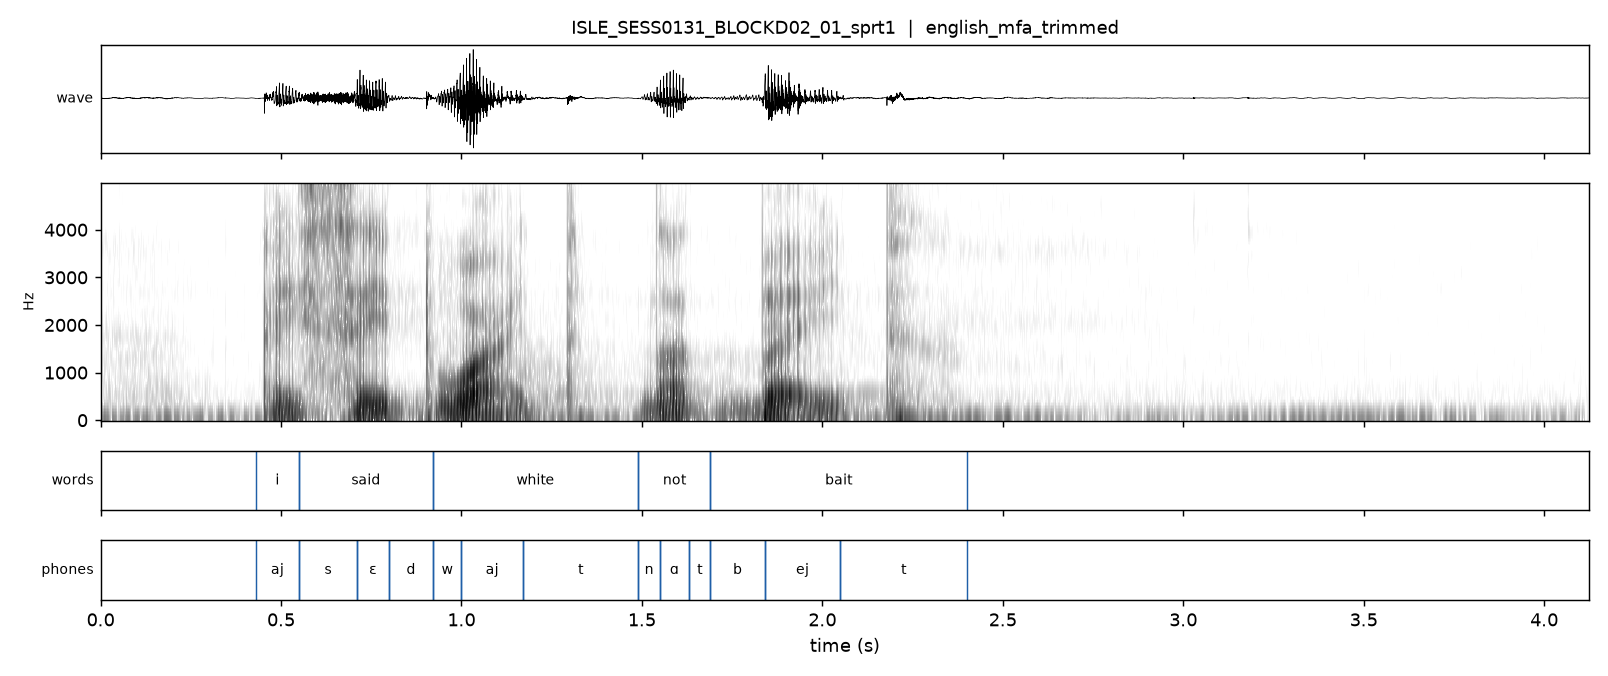 ISLE_SESS0131_BLOCKD02_01_sprt1 | english_mfa_trimmed
wave
4000
3000
2000
1000
0
Hz
words
i said white not bait
phones
aj s ɛ d w aj t n ɑ t b ej t
0.0 0.5 1.0 1.5 2.0 2.5 3.0 3.5 4.0
time (s)